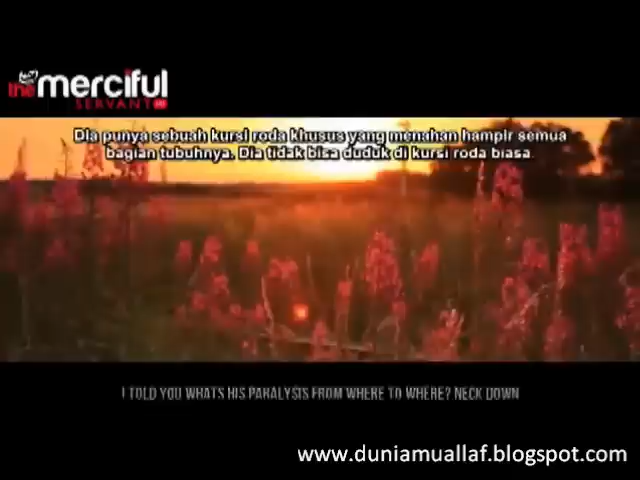 the merciful
SERVANT HD
Dia punya sebuah kursi roda khusus yang menahan hampir semua
bagian tubuhnya. Dia tidak bisa duduk di kursi roda biasa.
I TOLD YOU WHATS HIS PARALYSIS FROM WHERE TO WHERE? NECK DOWN
www.duniamuallaf.blogspot.com